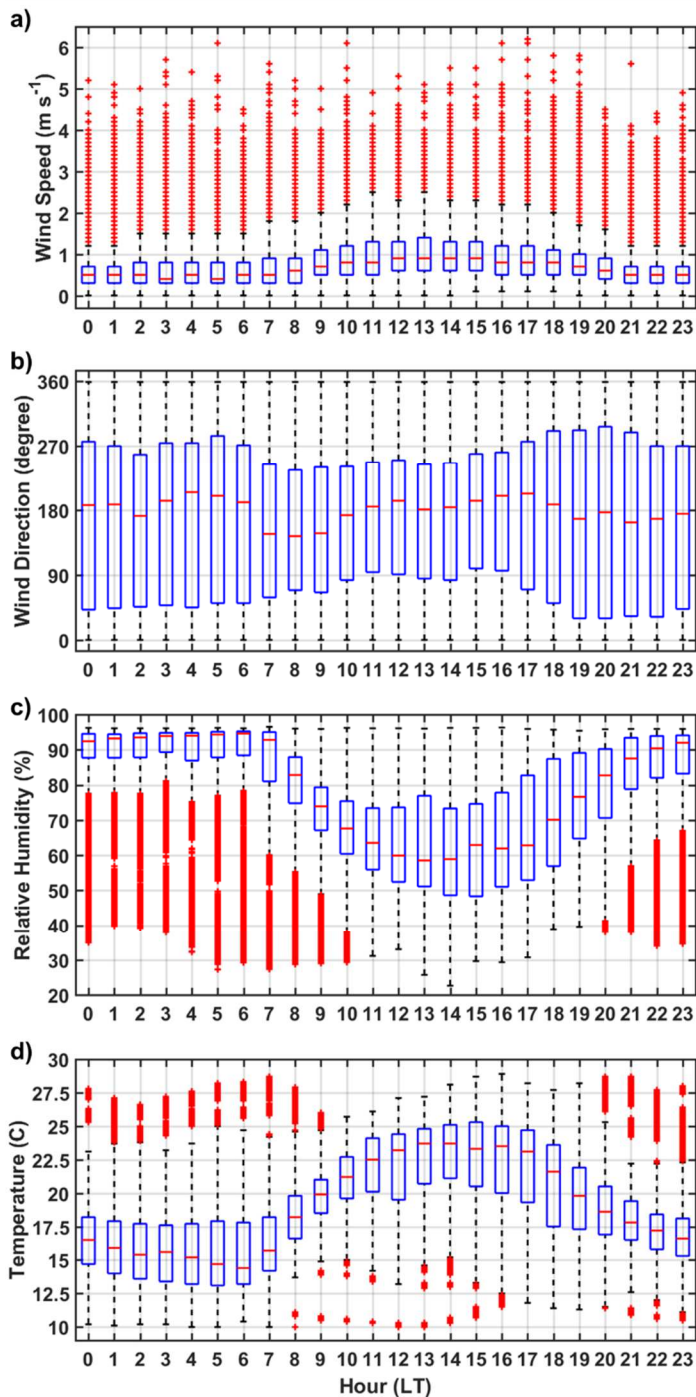 a)
Wind Speed (m s⁻¹)
6
5
4
3
2
1
0
0 1 2 3 4 5 6 7 8 9 10 11 12 13 14 15 16 17 18 19 20 21 22 23
b)
Wind Direction (degree)
360
270
180
90
0
0 1 2 3 4 5 6 7 8 9 10 11 12 13 14 15 16 17 18 19 20 21 22 23
c)
Relative Humidity (%)
100
90
80
70
60
50
40
30
20
0 1 2 3 4 5 6 7 8 9 10 11 12 13 14 15 16 17 18 19 20 21 22 23
d)
Temperature (C)
30
27.5
25
22.5
20
17.5
15
12.5
10
0 1 2 3 4 5 6 7 8 9 10 11 12 13 14 15 16 17 18 19 20 21 22 23
Hour (LT)